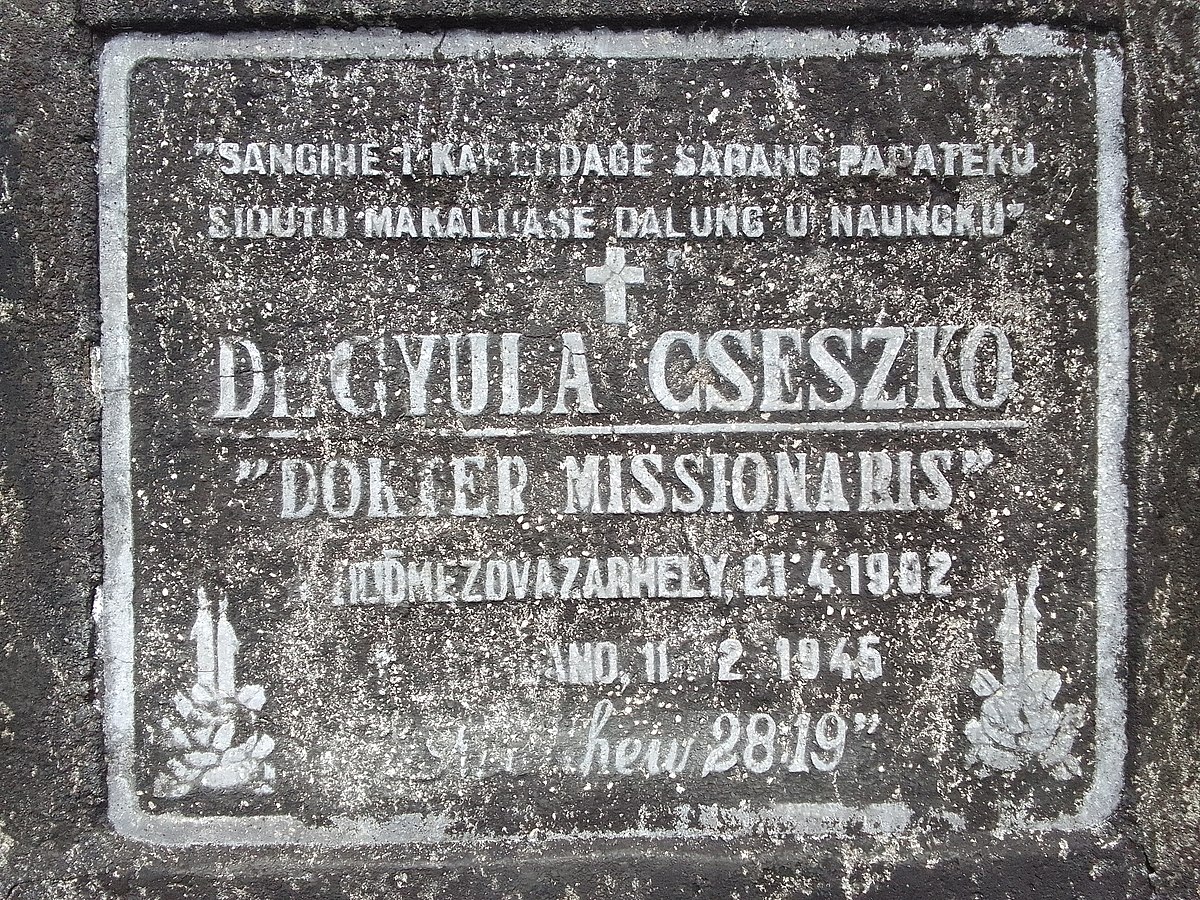 "SANGIHE I KAKENDAGE SARANG PAPATEKU
SIDUTU MAKALUASE DALUNG U NAUNGKU"
Dr. GYULA CSESZKO
"DOKTER MISSIONARIS"
21·4·1902
11 2 1945
28:19"